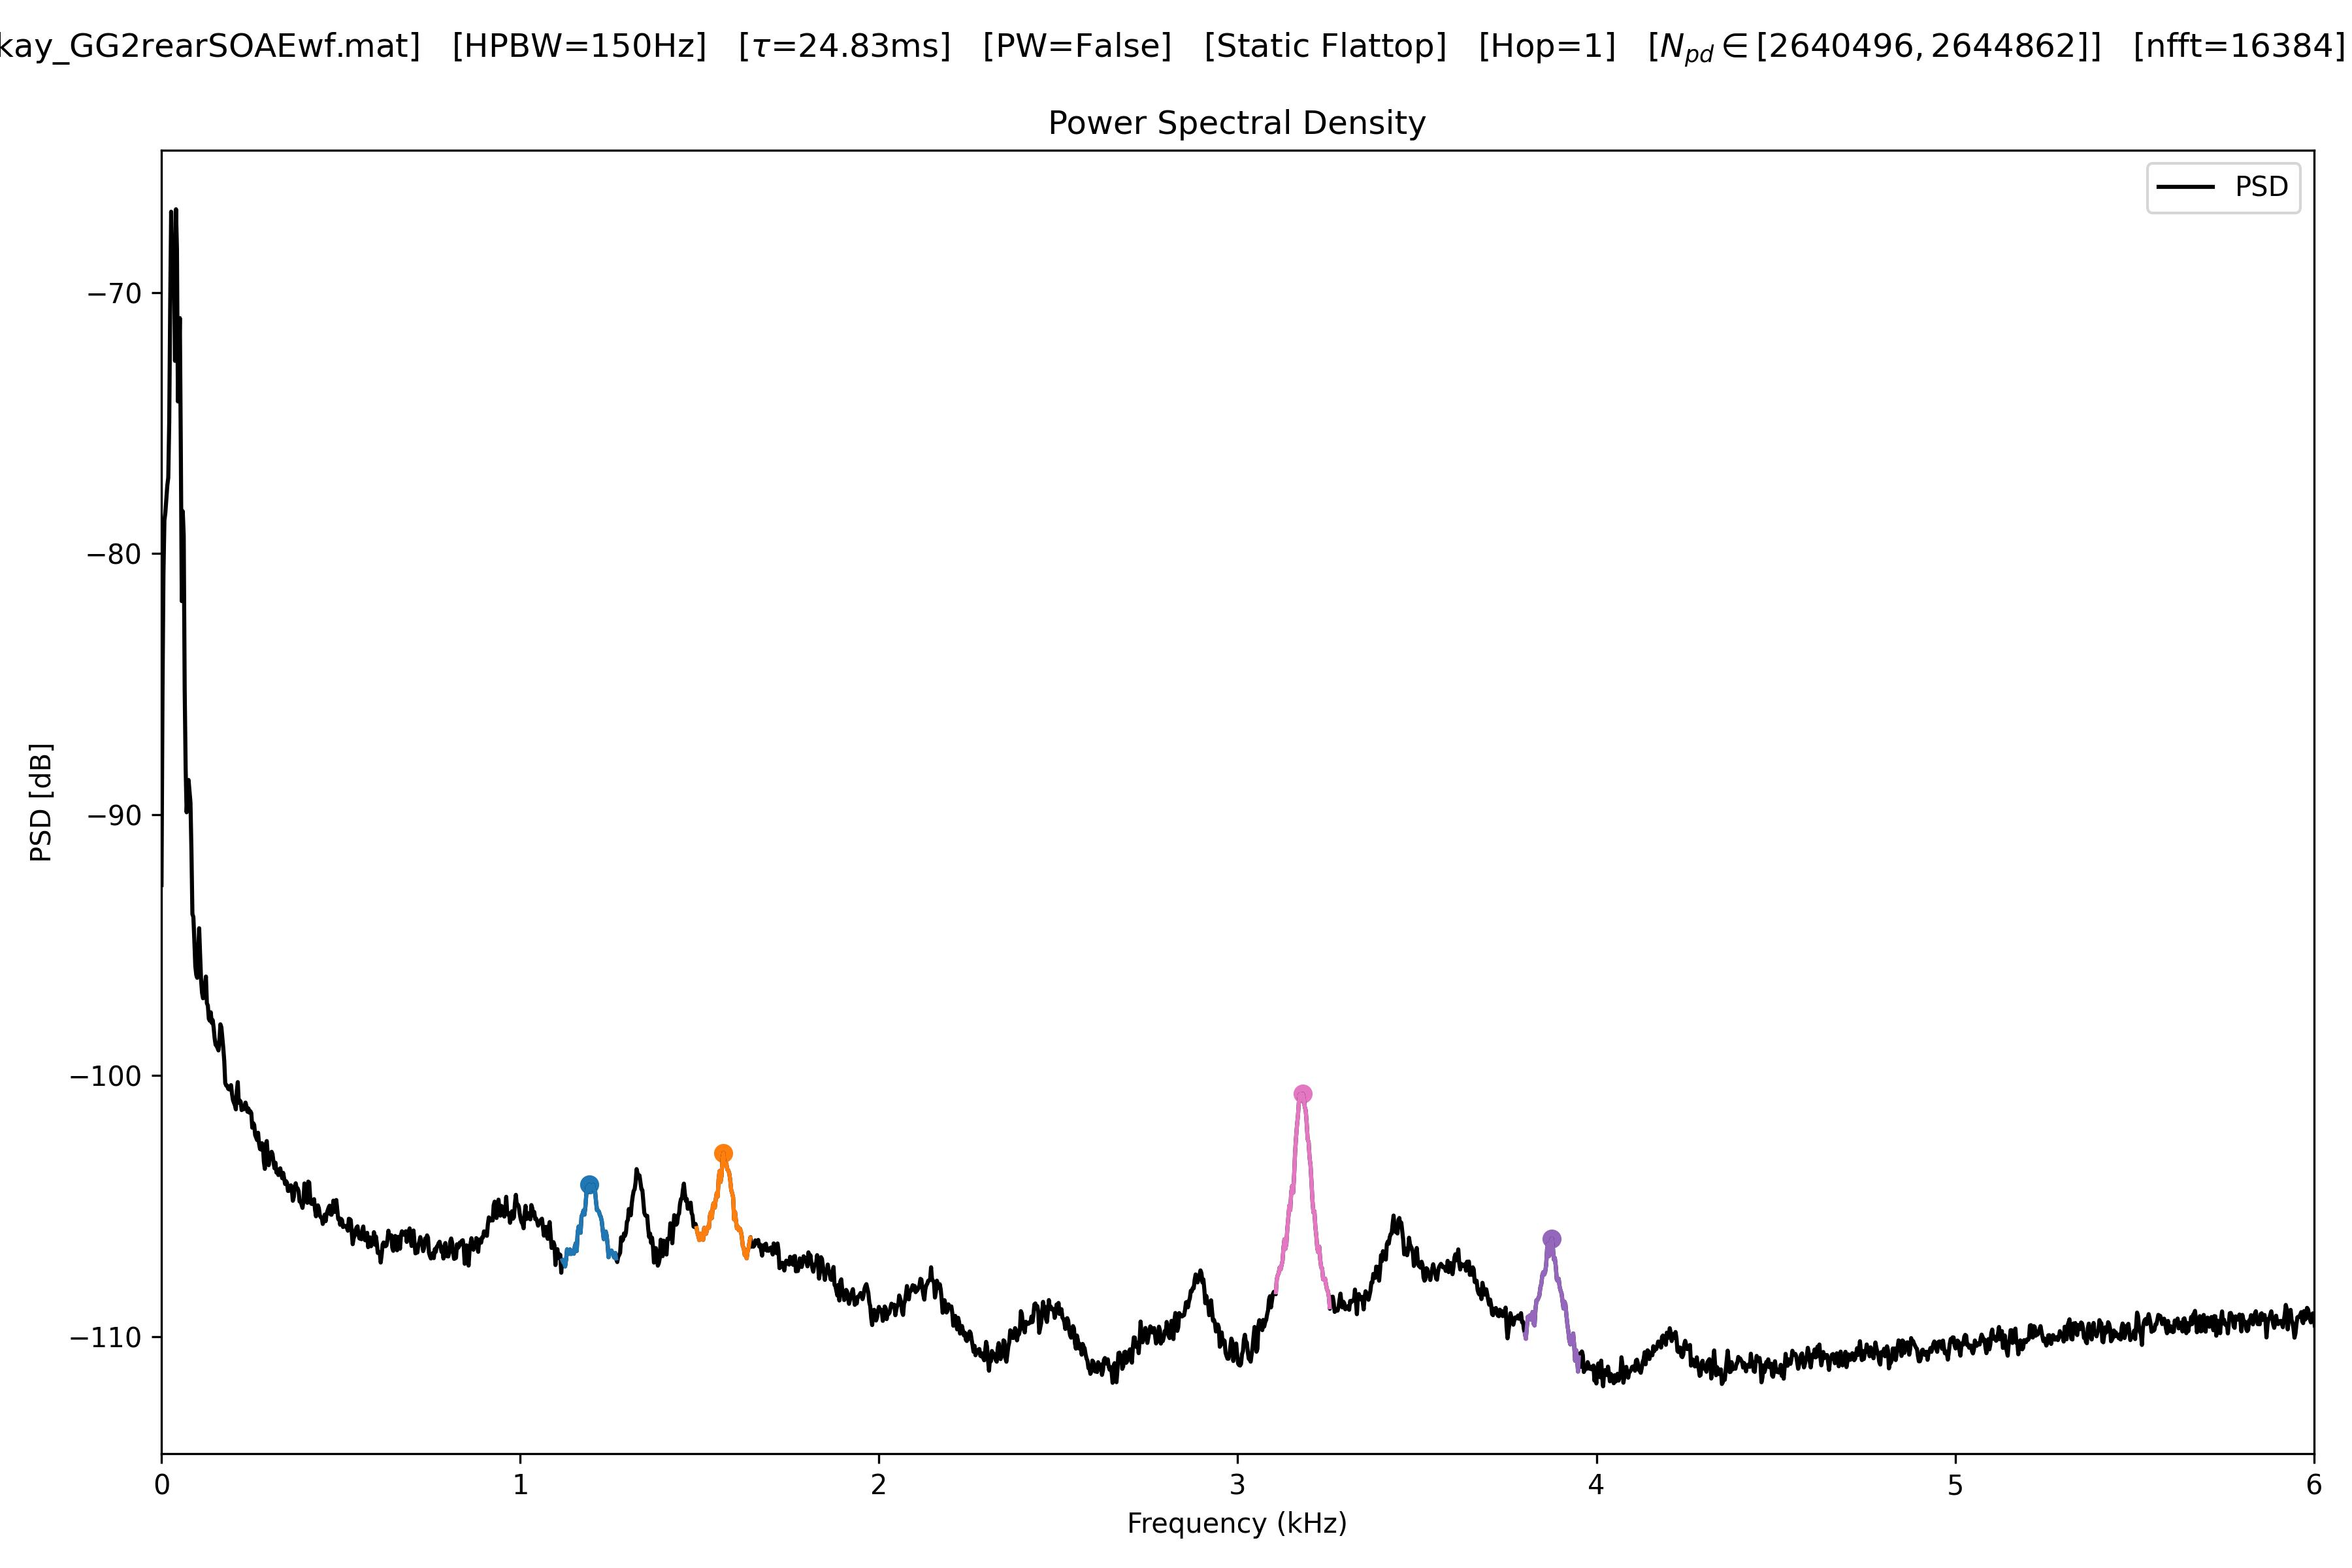 kay_GG2rearSOAEwf.mat] [HPBW=150Hz] [τ=24.83ms] [PW=False] [Static Flattop] [Hop=1] [N_pd ∈ [2640496, 2644862]] [nfft=16384]
Power Spectral Density
PSD
−70
−80
−90
−100
−110
PSD [dB]
0 1 2 3 4 5 6
Frequency (kHz)